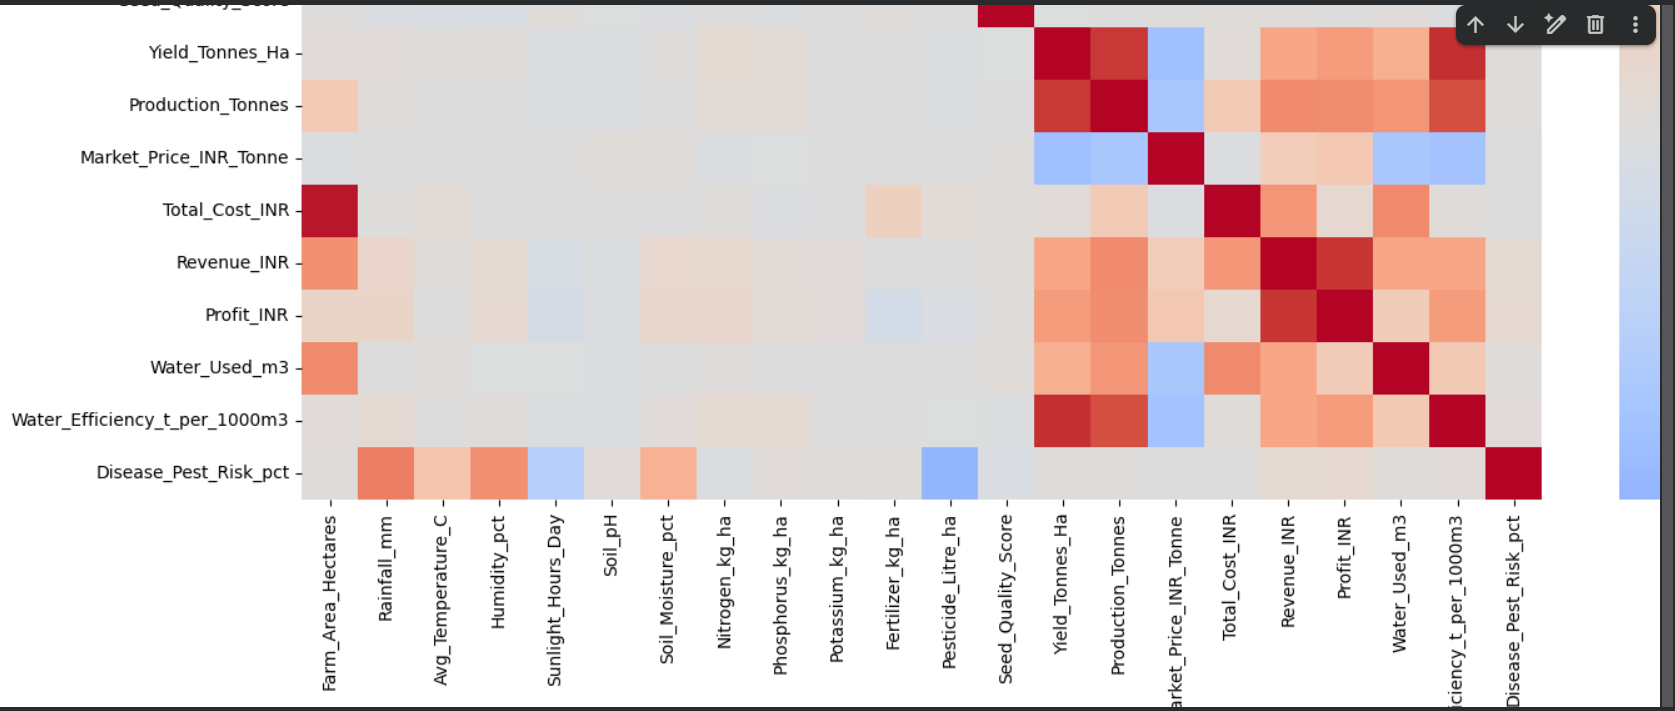 Seed_Quality_Score
Yield_Tonnes_Ha
Production_Tonnes
Market_Price_INR_Tonne
Total_Cost_INR
Revenue_INR
Profit_INR
Water_Used_m3
Water_Efficiency_t_per_1000m3
Disease_Pest_Risk_pct
Farm_Area_Hectares
Rainfall_mm
Avg_Temperature_C
Humidity_pct
Sunlight_Hours_Day
Soil_pH
Soil_Moisture_pct
Nitrogen_kg_ha
Phosphorus_kg_ha
Potassium_kg_ha
Fertilizer_kg_ha
Pesticide_Litre_ha
Seed_Quality_Score
Yield_Tonnes_Ha
Production_Tonnes
arket_Price_INR_Tonne
Total_Cost_INR
Revenue_INR
Profit_INR
Water_Used_m3
iciency_t_per_1000m3
Disease_Pest_Risk_pct